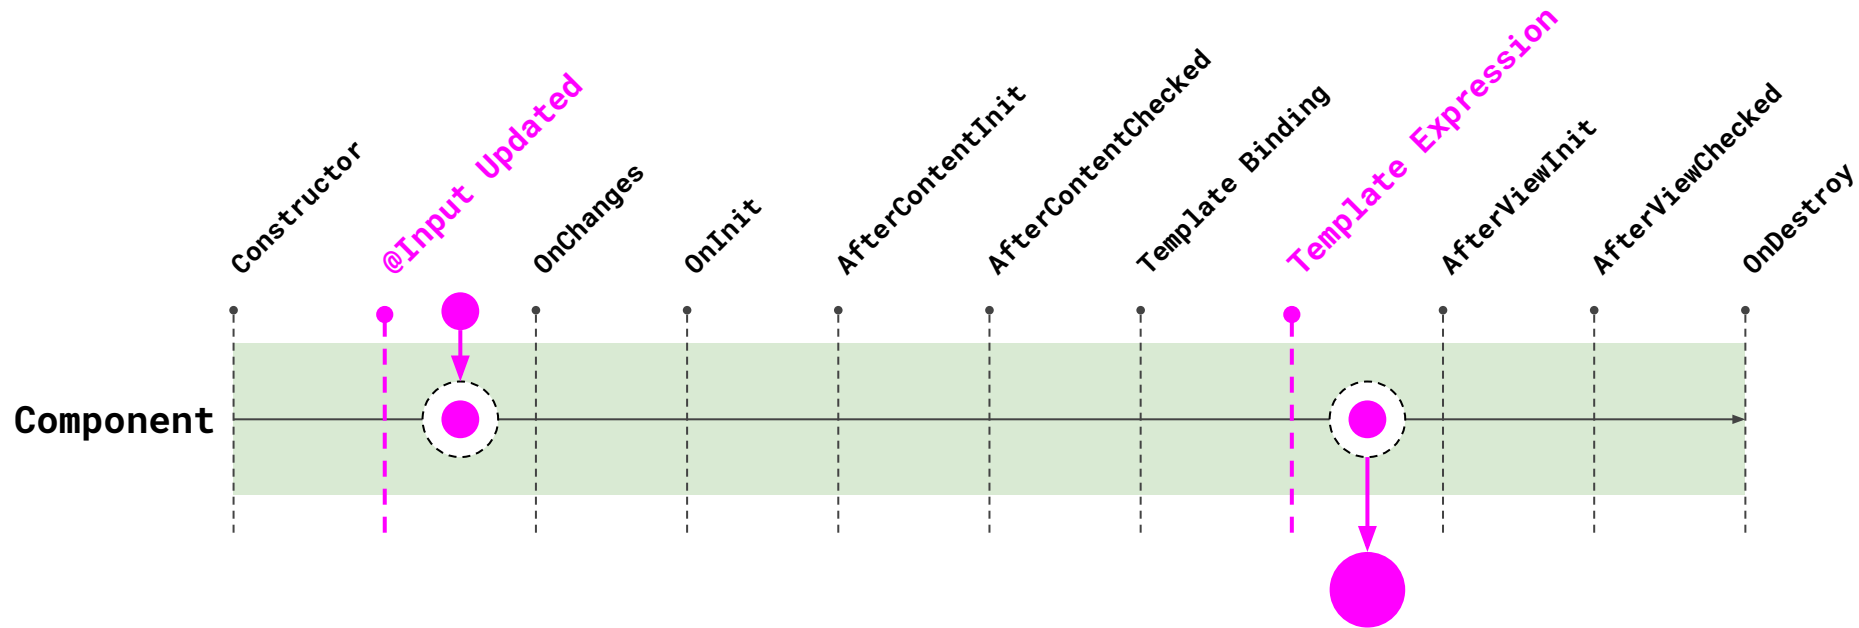 Constructor
@Input Updated
OnChanges
OnInit
AfterContentInit
AfterContentChecked
Template Binding
Template Expression
AfterViewInit
AfterViewChecked
OnDestroy
Component